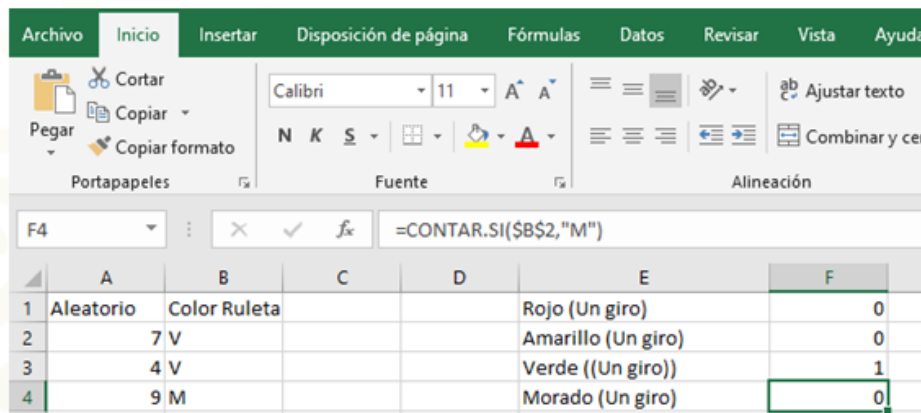 Archivo Inicio Insertar Disposición de página Fórmulas Datos Revisar Vista Ayuda
Pegar
Cortar
Copiar
Copiar formato
Portapapeles
Calibri 11 A A
N K S A
Fuente
ab c Ajustar texto
Combinar y ce
Alineación
F4 fx =CONTAR.SI($B$2,"M")
A B C D E F
1 Aleatorio Color Ruleta Rojo (Un giro) 0
2 7 V Amarillo (Un giro) 0
3 4 V Verde ((Un giro)) 1
4 9 M Morado (Un giro) 0